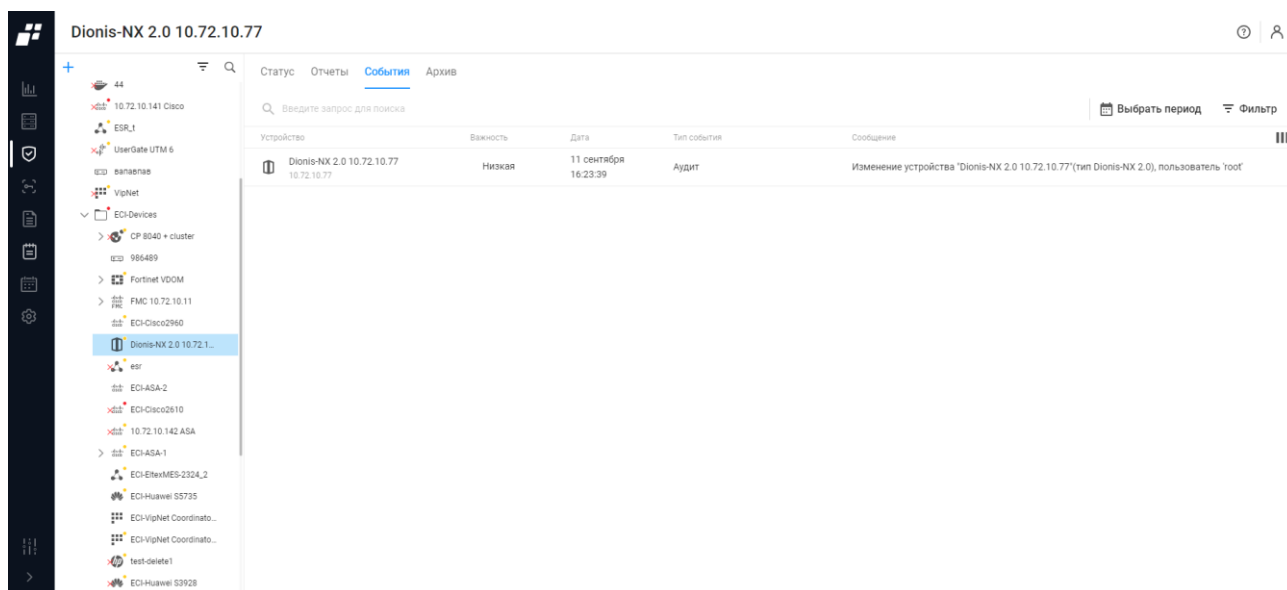 Dionis-NX 2.0 10.72.10.77
44
10.72.10.141 Cisco
ESR_t
UserGate UTM 6
вапавпав
VipNet
ECI-Devices
CP 8040 + cluster
986489
Fortinet VDOM
FMC 10.72.10.11
FMC
ECI-Cisco2960
Dionis-NX 2.0 10.72.1...
esr
ECI-ASA-2
ECI-Cisco2610
10.72.10.142 ASA
ECI-ASA-1
ECI-EltexMES-2324_2
ECI-Huawei S5735
ECI-VipNet Coordinato...
ECI-VipNet Coordinato...
test-delete1
ECI-Huawei S3928
Статус Отчеты События Архив
Введите запрос для поиска
Выбрать период Фильтр
Устройство Важность Дата Тип события Сообщение
Dionis-NX 2.0 10.72.10.77 Низкая 11 сентября Аудит Изменение устройства "Dionis-NX 2.0 10.72.10.77"(тип Dionis-NX 2.0), пользователь 'root'
10.72.10.77 16:23:39